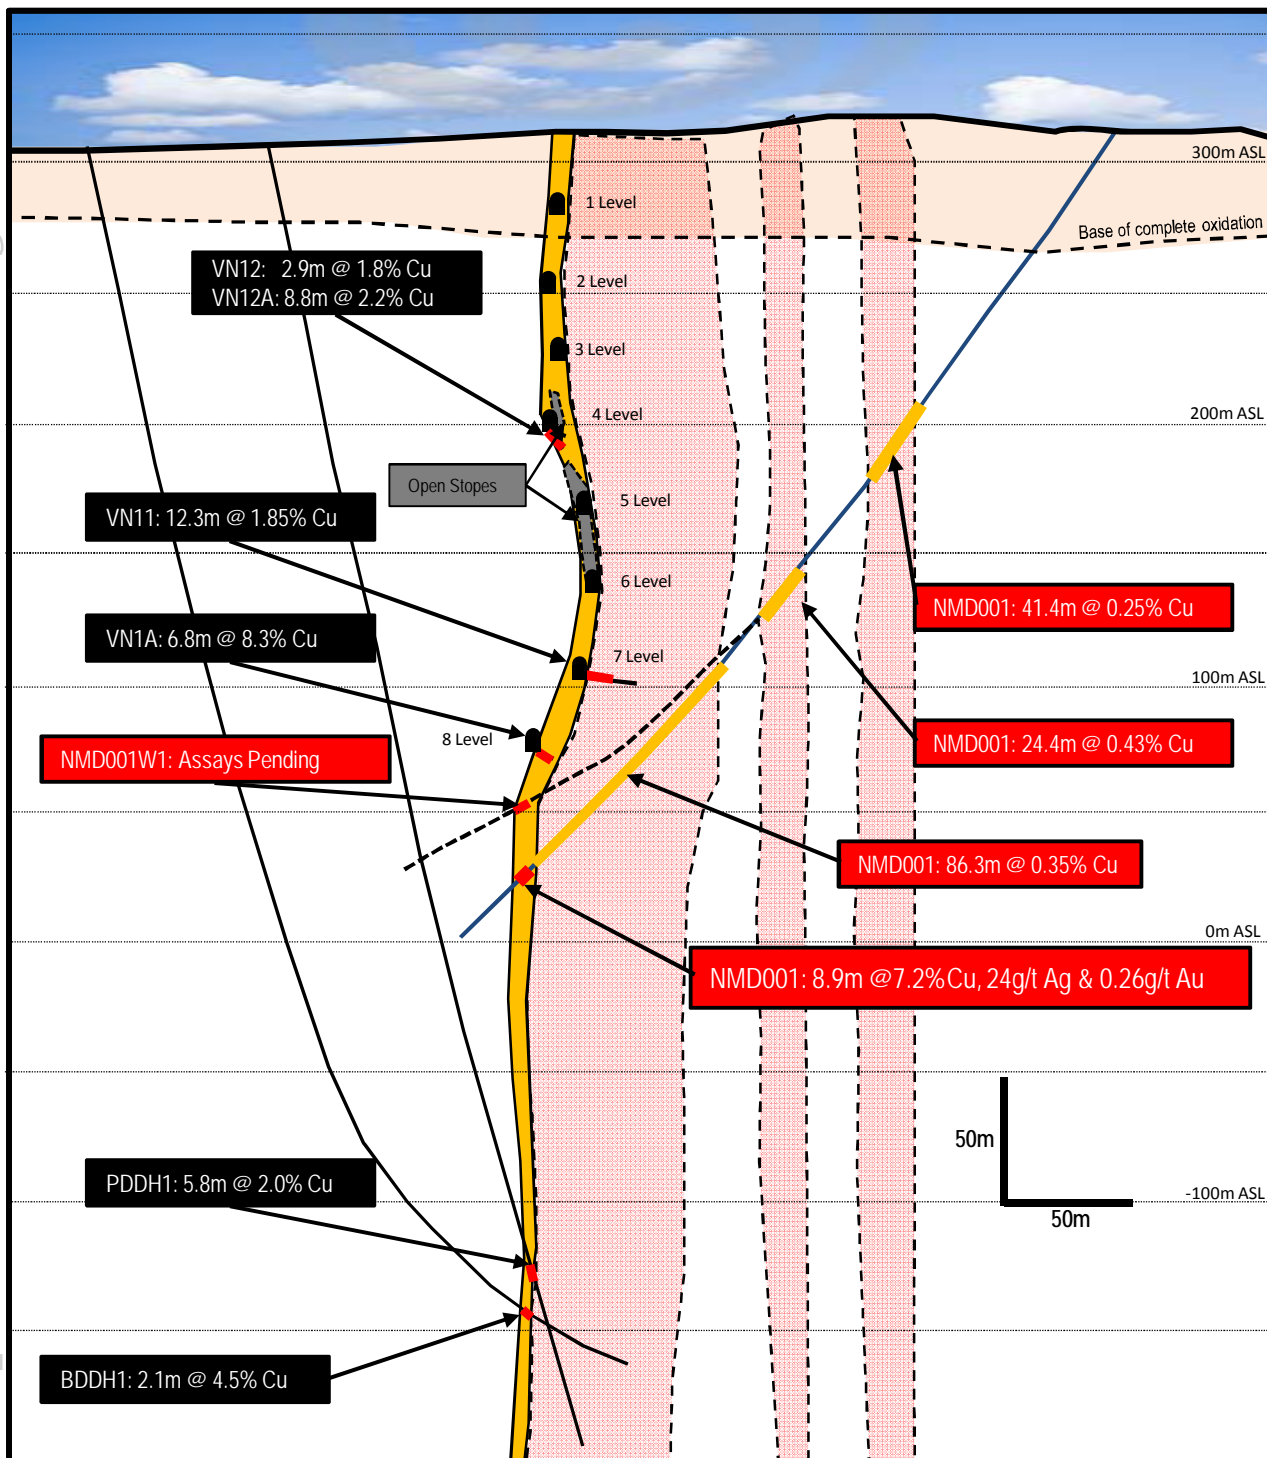 300m ASL
1 Level
Base of complete oxidation
VN12: 2.9m @ 1.8% Cu
VN12A: 8.8m @ 2.2% Cu
2 Level
3 Level
4 Level
200m ASL
Open Stopes
5 Level
VN11: 12.3m @ 1.85% Cu
6 Level
NMD001: 41.4m @ 0.25% Cu
VN1A: 6.8m @ 8.3% Cu
7 Level
100m ASL
8 Level
NMD001: 24.4m @ 0.43% Cu
NMD001W1: Assays Pending
NMD001: 86.3m @ 0.35% Cu
0m ASL
NMD001: 8.9m @7.2%Cu, 24g/t Ag & 0.26g/t Au
50m
PDDH1: 5.8m @ 2.0% Cu
-100m ASL
50m
BDDH1: 2.1m @ 4.5% Cu